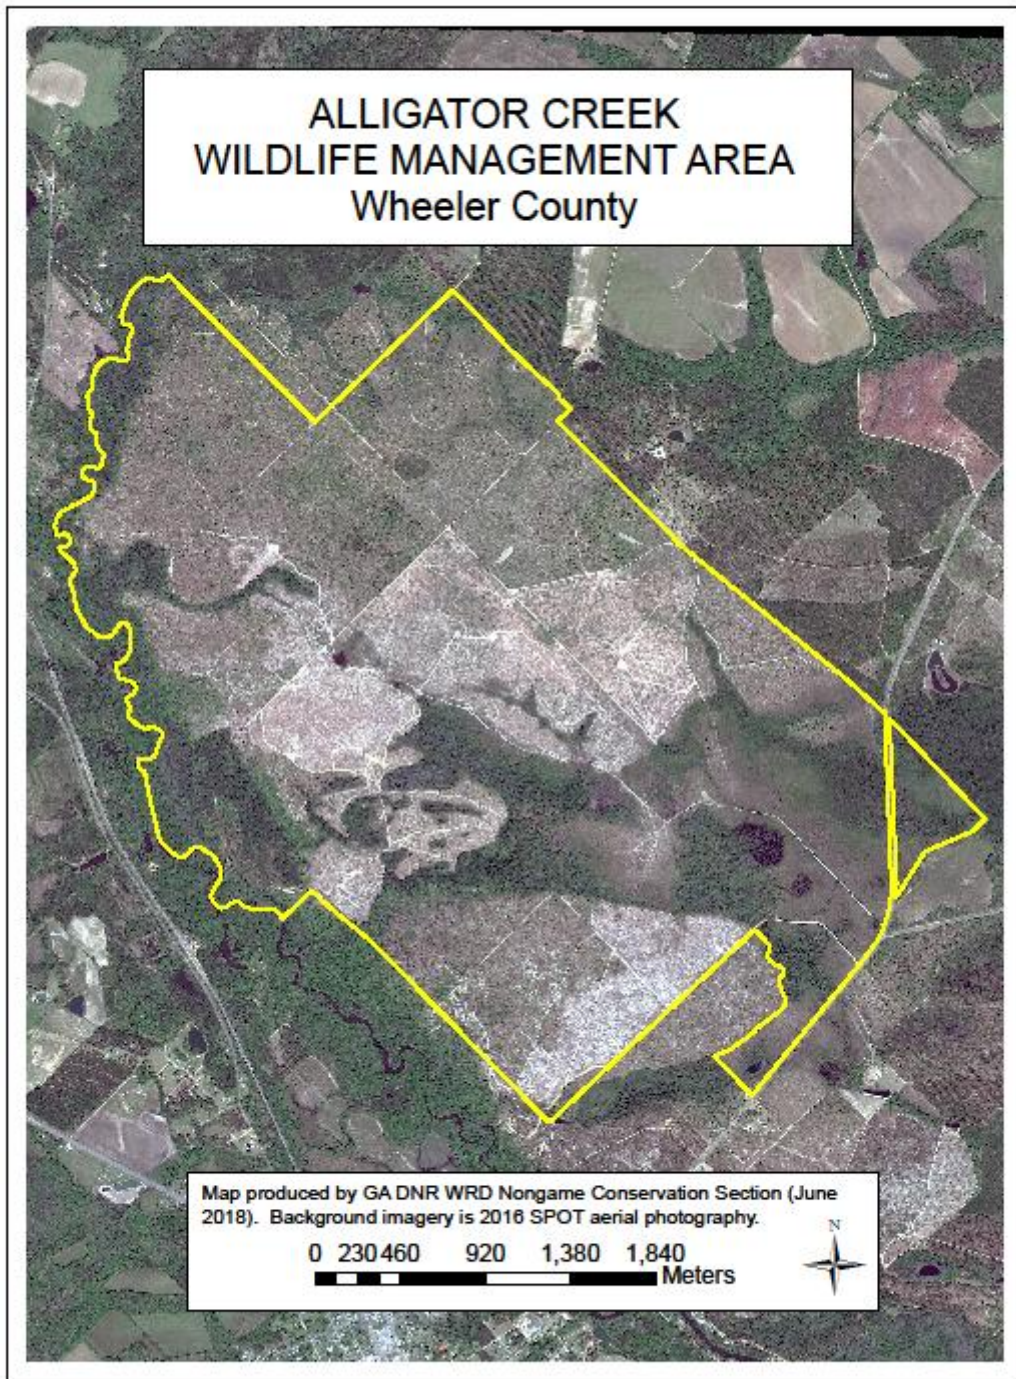 ALLIGATOR CREEK
WILDLIFE MANAGEMENT AREA
Wheeler County
Map produced by GA DNR WRD Nongame Conservation Section (June
2018). Background imagery is 2016 SPOT aerial photography.
N
0 230 460 920 1,380 1,840
Meters